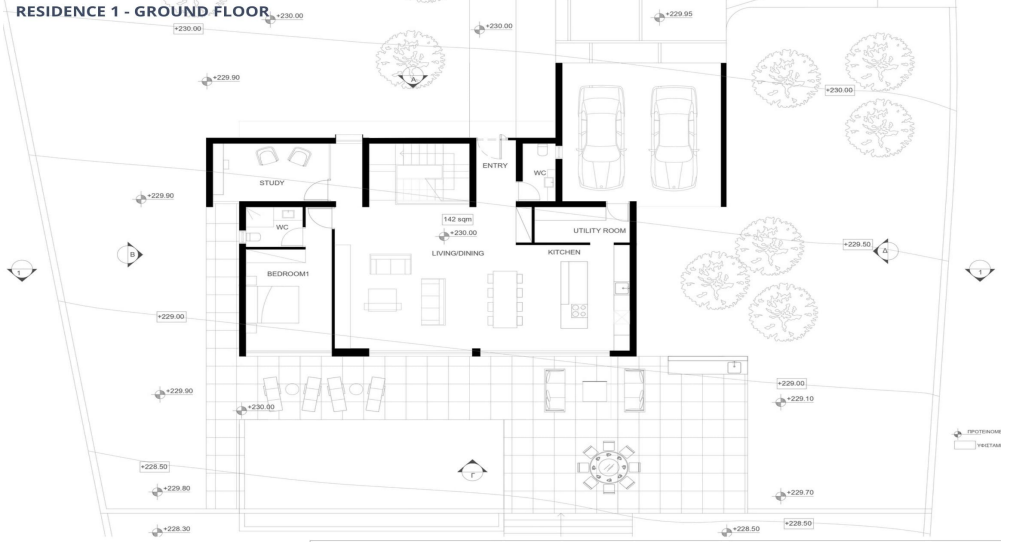 RESIDENCE 1 - GROUND FLOOR
+230.00
+229.95
+230.00
+230.00
A
+229.90
+230.00
ENTRY
WC
STUDY
+229.90
142 sqm
+230.00
WC
UTILITY ROOM
+229.50
Δ
B
LIVING/DINING
KITCHEN
1
1
BEDROOM1
+229.00
+229.00
+229.90
+229.10
+230.00
ΠΡΟΤΕΙΝΟΜΕ
ΥΦΙΣΤΑΜ
+228.50
Γ
+229.80
+229.70
+228.50
+228.30
+228.50